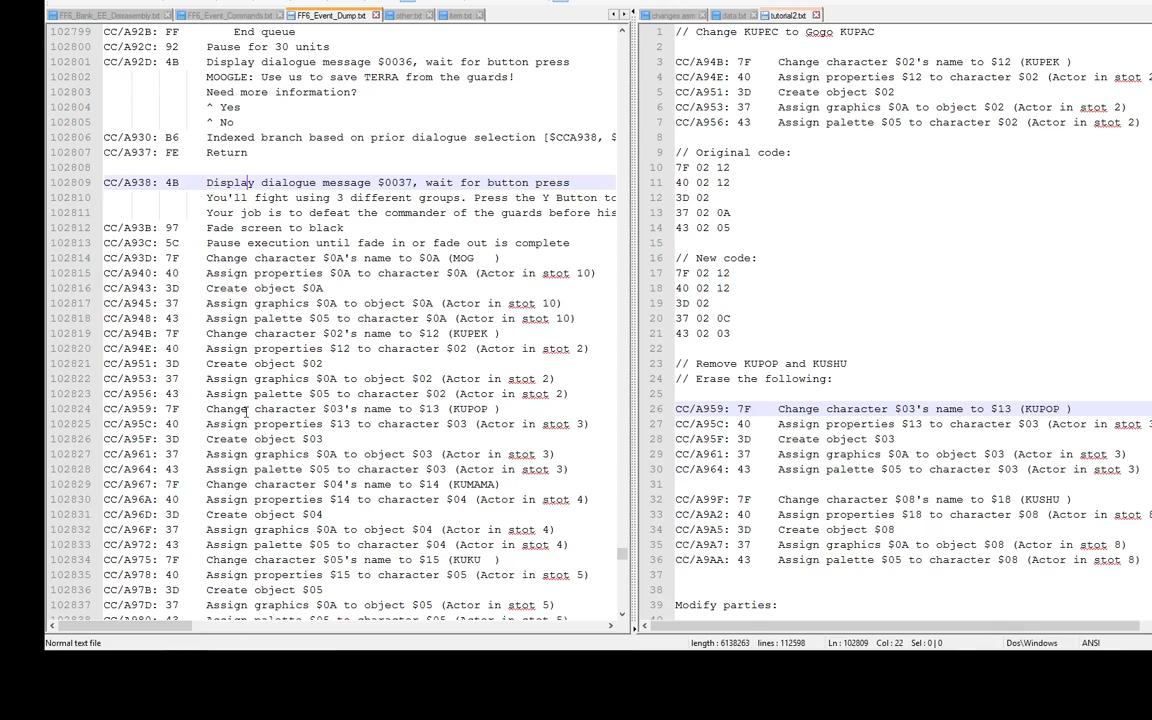 FF6_Bank_EE_Disassembly.txt FF6_Event_Commands.txt FF6_Event_Dump.txt other.txt item.txt
102799 CC/A92B: FF End queue
102800 CC/A92C: 92 Pause for 30 units
102801 CC/A92D: 4B Display dialogue message $0036, wait for button press
102802 MOOGLE: Use us to save TERRA from the guards!
102803 Need more information?
102804 ^ Yes
102805 ^ No
102806 CC/A930: B6 Indexed branch based on prior dialogue selection [$CCA938, $
102807 CC/A937: FE Return
102808
102809 CC/A938: 4B Display dialogue message $0037, wait for button press
102810 You'll fight using 3 different groups. Press the Y Button to
102811 Your job is to defeat the commander of the guards before his
102812 CC/A93B: 97 Fade screen to black
102813 CC/A93C: 5C Pause execution until fade in or fade out is complete
102814 CC/A93D: 7F Change character $0A's name to $0A (MOG )
102815 CC/A940: 40 Assign properties $0A to character $0A (Actor in stot 10)
102816 CC/A943: 3D Create object $0A
102817 CC/A945: 37 Assign graphics $0A to object $0A (Actor in stot 10)
102818 CC/A948: 43 Assign palette $05 to character $0A (Actor in stot 10)
102819 CC/A94B: 7F Change character $02's name to $12 (KUPEK )
102820 CC/A94E: 40 Assign properties $12 to character $02 (Actor in stot 2)
102821 CC/A951: 3D Create object $02
102822 CC/A953: 37 Assign graphics $0A to object $02 (Actor in stot 2)
102823 CC/A956: 43 Assign palette $05 to character $02 (Actor in stot 2)
102824 CC/A959: 7F Change character $03's name to $13 (KUPOP )
102825 CC/A95C: 40 Assign properties $13 to character $03 (Actor in stot 3)
102826 CC/A95F: 3D Create object $03
102827 CC/A961: 37 Assign graphics $0A to object $03 (Actor in stot 3)
102828 CC/A964: 43 Assign palette $05 to character $03 (Actor in stot 3)
102829 CC/A967: 7F Change character $04's name to $14 (KUMAMA)
102830 CC/A96A: 40 Assign properties $14 to character $04 (Actor in stot 4)
102831 CC/A96D: 3D Create object $04
102832 CC/A96F: 37 Assign graphics $0A to object $04 (Actor in stot 4)
102833 CC/A972: 43 Assign palette $05 to character $04 (Actor in stot 4)
102834 CC/A975: 7F Change character $05's name to $15 (KUKU )
102835 CC/A978: 40 Assign properties $15 to character $05 (Actor in stot 5)
102836 CC/A97B: 3D Create object $05
102837 CC/A97D: 37 Assign graphics $0A to object $05 (Actor in stot 5)
changes.asm data.txt tutorial2.txt
1 // Change KUPEC to Gogo KUPAC
2
3 CC/A94B: 7F Change character $02's name to $12 (KUPEK )
4 CC/A94E: 40 Assign properties $12 to character $02 (Actor in stot 2
5 CC/A951: 3D Create object $02
6 CC/A953: 37 Assign graphics $0A to object $02 (Actor in stot 2)
7 CC/A956: 43 Assign palette $05 to character $02 (Actor in stot 2)
8
9 // Original code:
10 7F 02 12
11 40 02 12
12 3D 02
13 37 02 0A
14 43 02 05
15
16 // New code:
17 7F 02 12
18 40 02 12
19 3D 02
20 37 02 0C
21 43 02 03
22
23 // Remove KUPOP and KUSHU
24 // Erase the following:
25
26 CC/A959: 7F Change character $03's name to $13 (KUPOP )
27 CC/A95C: 40 Assign properties $13 to character $03 (Actor in stot 3
28 CC/A95F: 3D Create object $03
29 CC/A961: 37 Assign graphics $0A to object $03 (Actor in stot 3)
30 CC/A964: 43 Assign palette $05 to character $03 (Actor in stot 3)
31
32 CC/A99F: 7F Change character $08's name to $18 (KUSHU )
33 CC/A9A2: 40 Assign properties $18 to character $08 (Actor in stot 8
34 CC/A9A5: 3D Create object $08
35 CC/A9A7: 37 Assign graphics $0A to object $08 (Actor in stot 8)
36 CC/A9AA: 43 Assign palette $05 to character $08 (Actor in stot 8)
37
38
39 Modify parties:
Normal text file length : 6138263 lines : 112598 Ln : 102809 Col : 22 Sel : 0 | 0 Dos\Windows ANSI